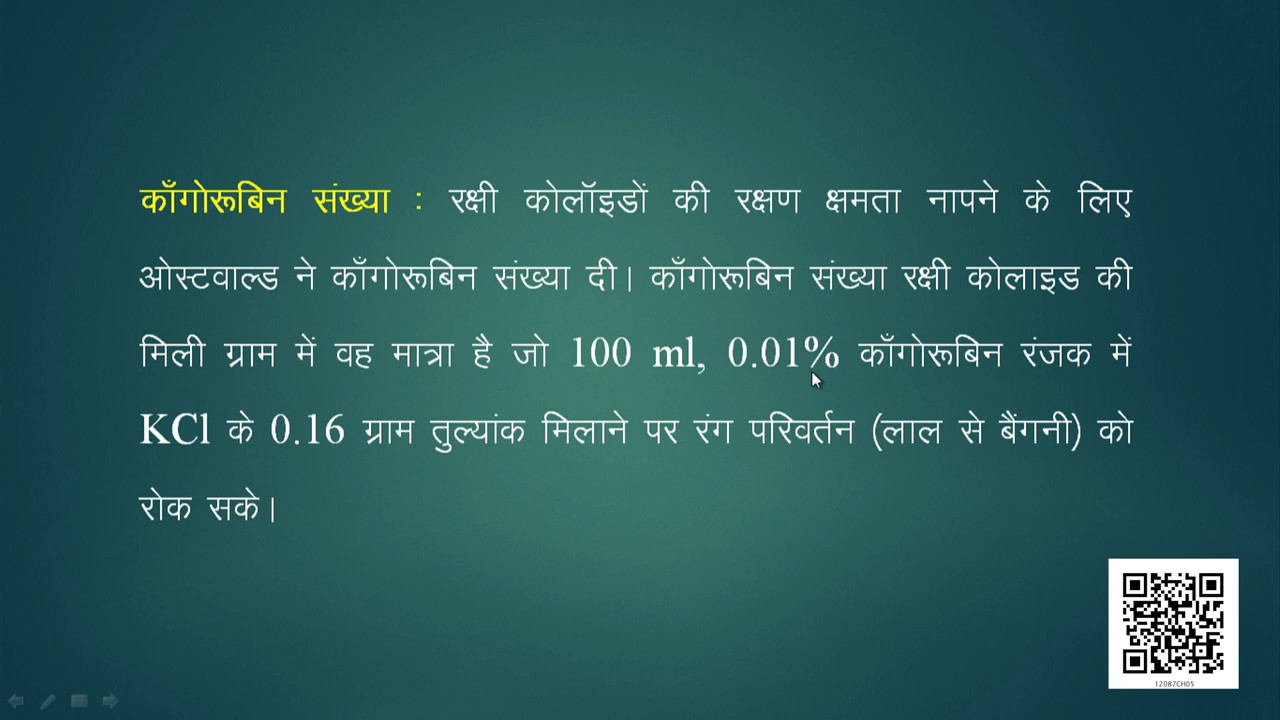 काँगोरूबिन संख्या : रक्षी कोलॉइडों की रक्षण क्षमता नापने के लिए
ओस्टवाल्ड ने काँगोरूबिन संख्या दी। काँगोरूबिन संख्या रक्षी कोलाइड की
मिली ग्राम में वह मात्रा है जो 100 ml, 0.01% काँगोरूबिन रंजक में
KCl के 0.16 ग्राम तुल्यांक मिलाने पर रंग परिवर्तन (लाल से बैंगनी) को
रोक सके।
12087CH05